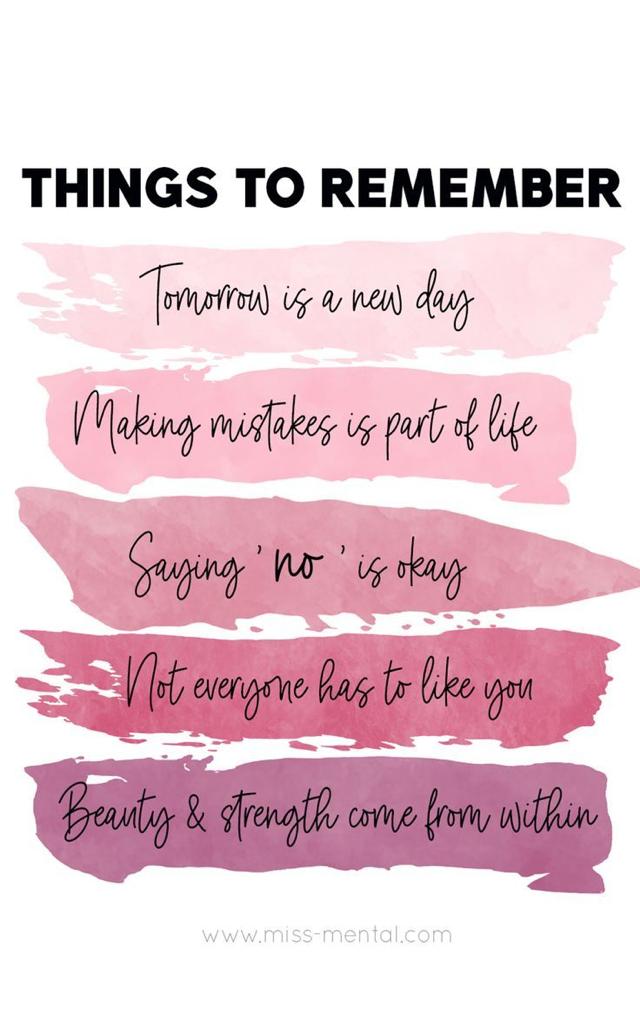 THINGS TO REMEMBER
Tomorrow is a new day
Making mistakes is part of life
Saying 'no' is okay
Not everyone has to like you
Beauty & strength come from within
www.miss-mental.com